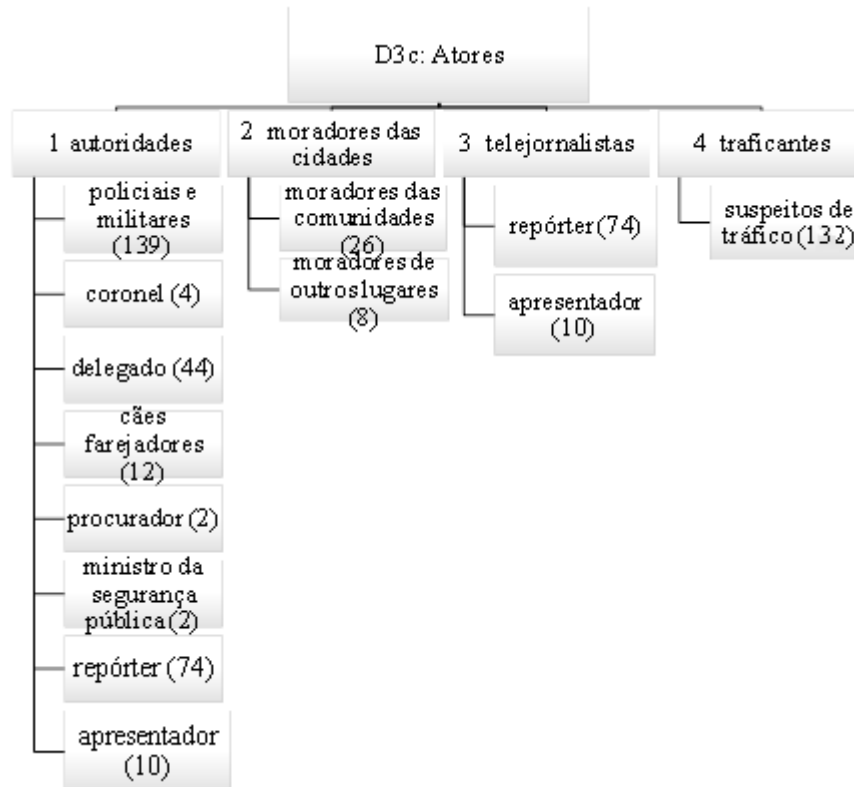 D3c: Atores
1 autoridades
policiais e
militares
(139)
coronel (4)
delegado (44)
cães
farejadores
(12)
procurador (2)
ministro da
segurança
pública (2)
repórter (74)
apresentador
(10)
2 moradores das
cidades
moradores das
comunidades
(26)
moradores de
outros lugares
(8)
3 telejornalistas
repórter (74)
apresentador
(10)
4 traficantes
suspeitos de
tráfico (132)